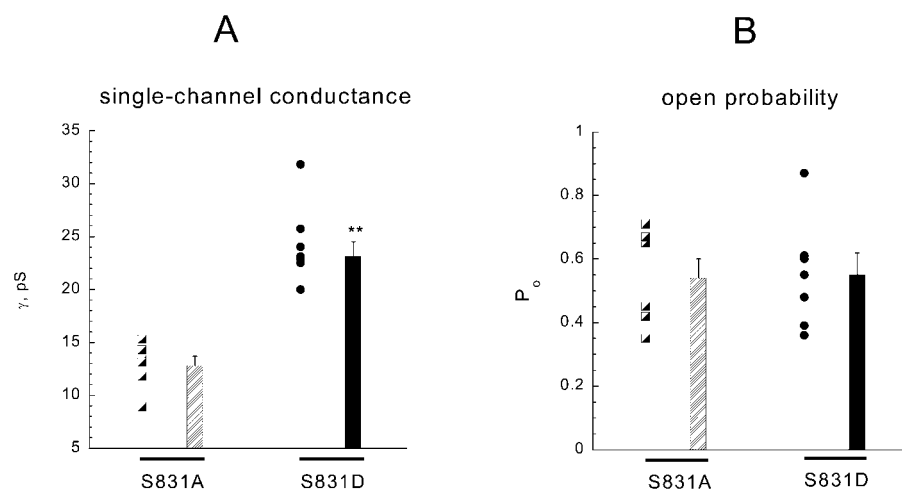 A
single-channel conductance
35
30
25
20
15
10
5
γ, pS
**
S831A
S831D
B
open probability
1
0.8
0.6
0.4
0.2
0
Po
S831A
S831D